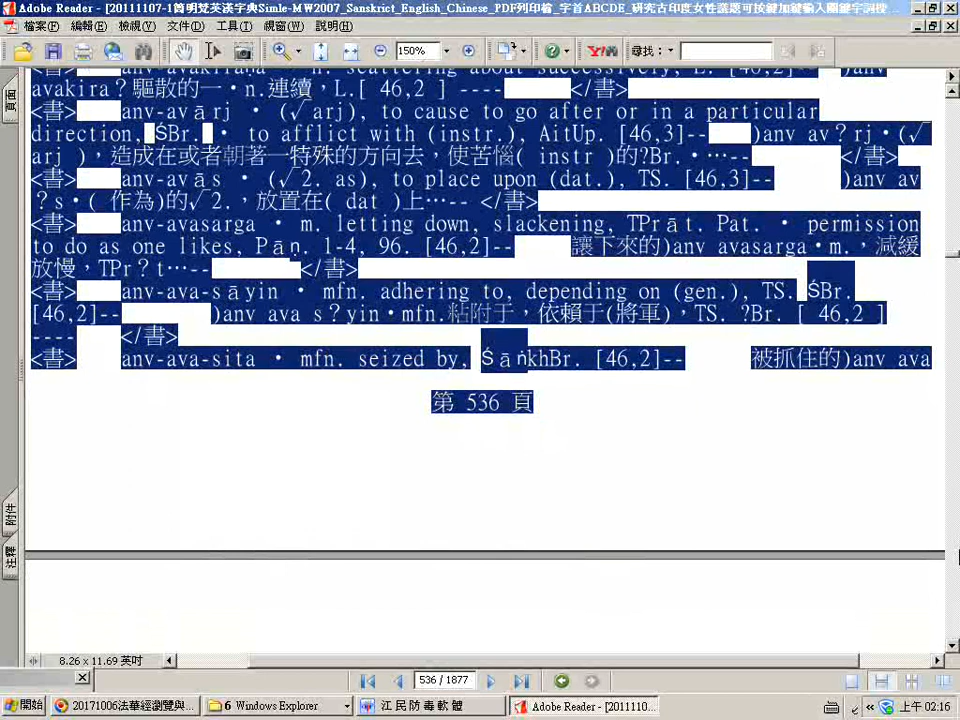 Adobe Reader - [20111107-1簡明梵英漢字典Simle-MW2007_Sanskrict_English_Chinese_PDF列印檔_字首ABCDE_研究古印度女性議題可按鍵加鍵輸入關鍵字詞搜...
檔案(F) 編輯(E) 檢視(V) 文件(D) 工具(T) 視窗(W) 說明(H)
150% 尋找：
頁面
<書> anv-avakiraṇa ‧ n. scattering about successively, L. [46,2] )anv
avakira？驅散的一‧n.連續，L.[ 46,2 ] ---- </書>
<書> anv-avārj ‧ (√arj), to cause to go after or in a particular
direction, ŚBr. ‧ to afflict with (instr.), AitUp. [46,3]-- )anv av？rj‧(√
arj )，造成在或者朝著一特殊的方向去，使苦惱( instr )的?Br.‧…-- </書>
<書> anv-avās ‧ (√2. as), to place upon (dat.), TS. [46,3]-- )anv av
？s‧( 作為)的√2.，放置在( dat )上…-- </書>
<書> anv-avasarga ‧ m. letting down, slackening, TPrāt. Pat. ‧ permission
to do as one likes, Pāṇ. 1-4, 96. [46,2]-- 讓下來的)anv avasarga‧m.，減緩
放慢，TPr？t…-- </書>
<書> anv-ava-sāyin ‧ mfn. adhering to, depending on (gen.), TS. ŚBr.
[46,2]-- )anv ava s？yin‧mfn.粘附于，依賴于(將軍)，TS. ?Br. [ 46,2 ]
---- </書>
<書> anv-ava-sita ‧ mfn. seized by, ŚāṅkhBr. [46,2]-- 被抓住的)anv ava
第 536 頁
附件
注釋
8.26 x 11.69 英吋
536 / 1877
開始 20171006法華經瀏覽與... 6 Windows Explorer 江民防毒軟體 Adobe Reader - [2011110... 上午 02:16